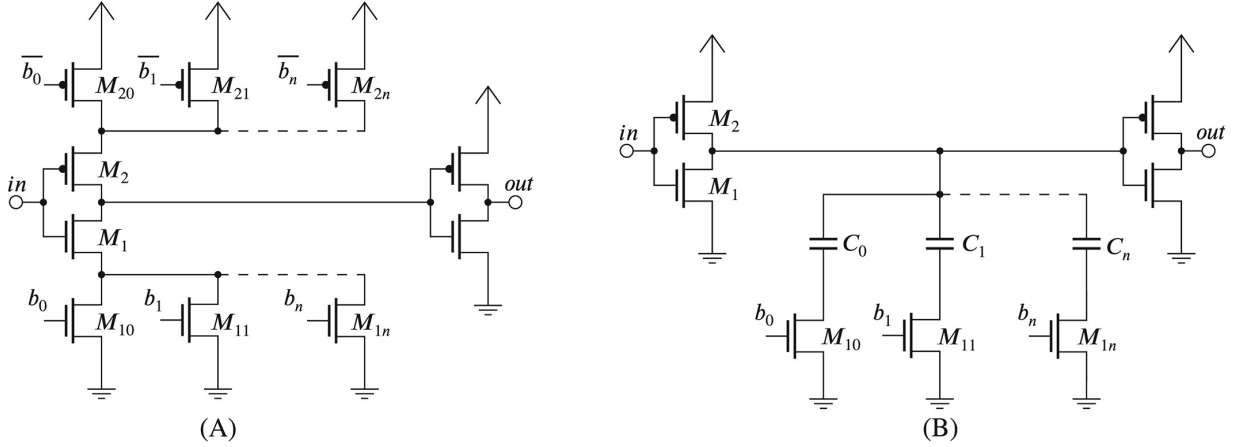 b̅₀ b̅₁ b̅ₙ
M₂₀ M₂₁ M₂ₙ
in M₂ out
M₁
b₀ b₁ bₙ
M₁₀ M₁₁ M₁ₙ
(A)
in M₂ out
M₁
C₀ C₁ Cₙ
b₀ b₁ bₙ
M₁₀ M₁₁ M₁ₙ
(B)